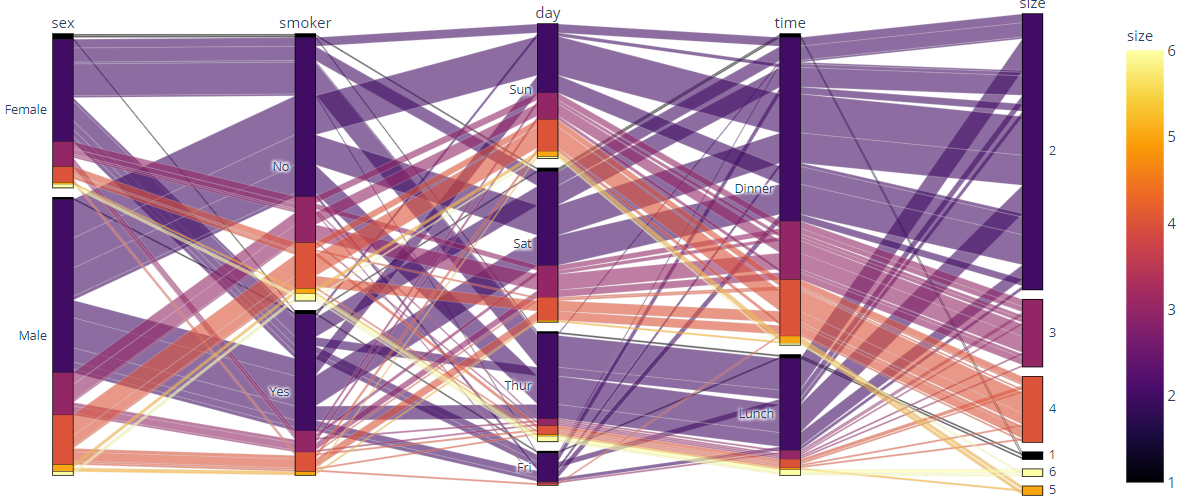 sex
smoker
day
time
size
Female
Male
No
Yes
Sun
Sat
Thur
Fri
Dinner
Lunch
2
3
4
1
6
5
size
6
5
4
3
2
1